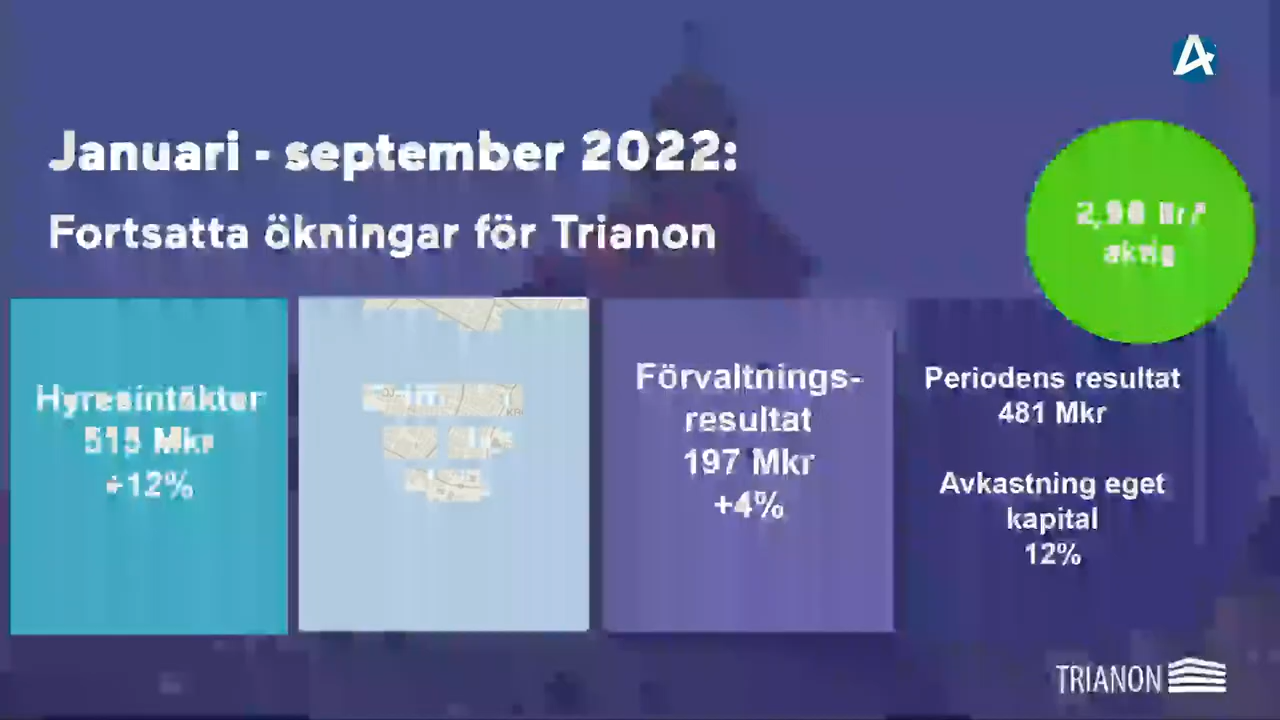 Januari - september 2022:
Fortsatta ökningar för Trianon
Hyresintäkter
515 Mkr
+12%
Förvaltnings-
resultat
197 Mkr
+4%
Periodens resultat
481 Mkr
Avkastning eget
kapital
12%
TRIANON